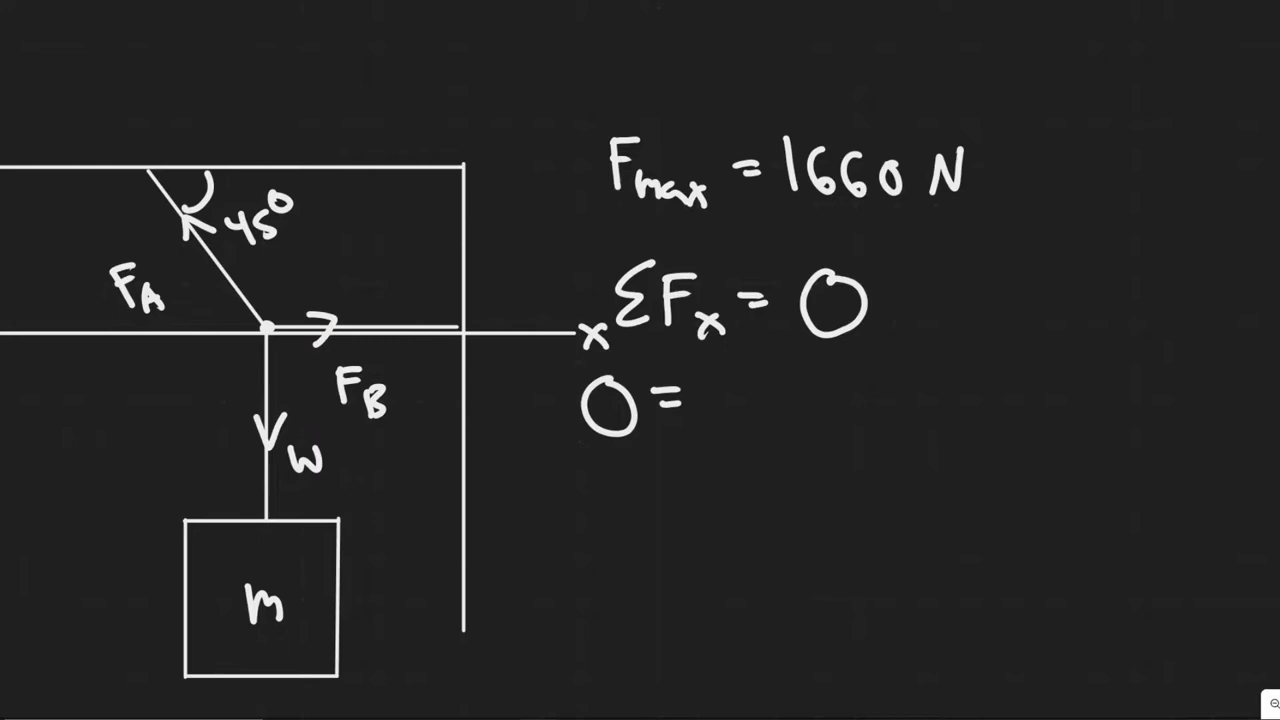 F_max = 1660 N
45°
F_A
ΣF_x = 0
x
0 =
F_B
W
m